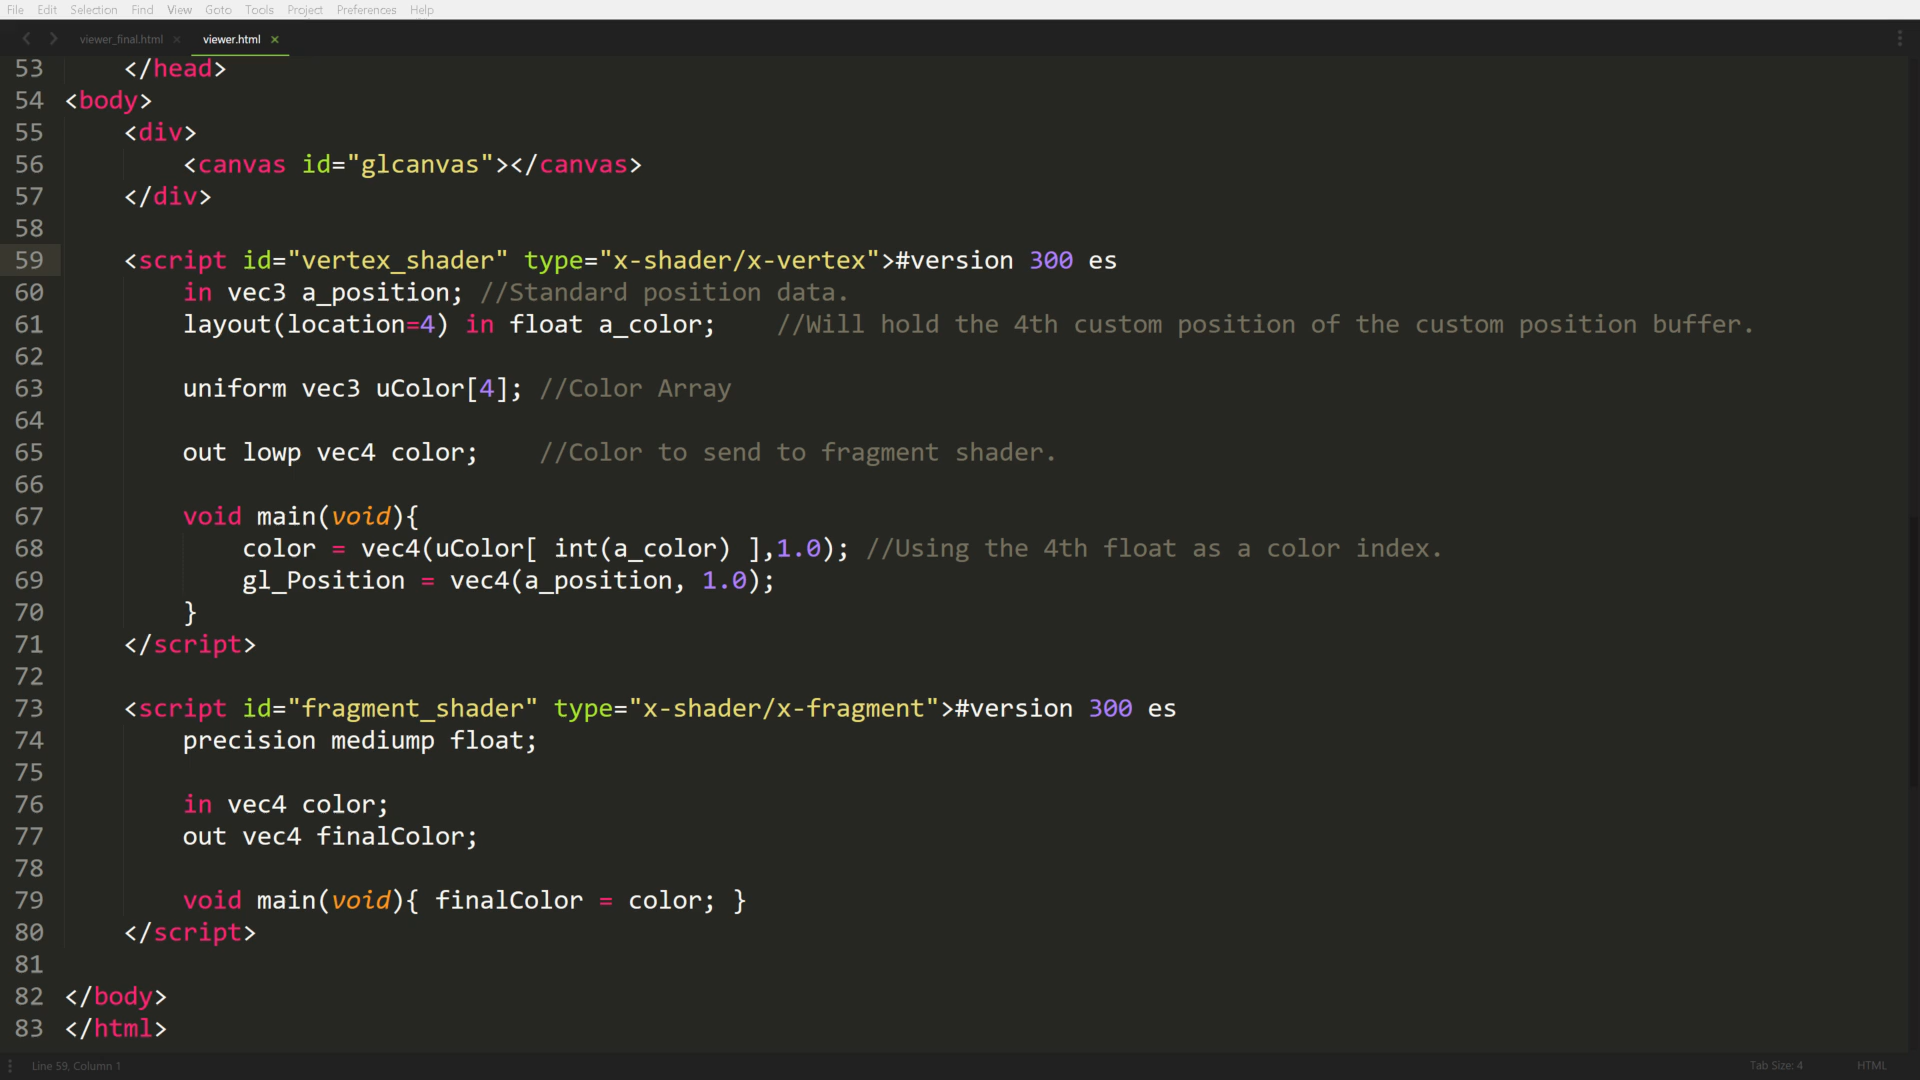 File Edit Selection Find View Goto Tools Project Preferences Help
viewer_final.html × viewer.html ×
53 </head>
54 <body>
55 <div>
56 <canvas id="glcanvas"></canvas>
57 </div>
58
59 <script id="vertex_shader" type="x-shader/x-vertex">#version 300 es
60 in vec3 a_position; //Standard position data.
61 layout(location=4) in float a_color; //Will hold the 4th custom position of the custom position buffer.
62
63 uniform vec3 uColor[4]; //Color Array
64
65 out lowp vec4 color; //Color to send to fragment shader.
66
67 void main(void){
68 color = vec4(uColor[ int(a_color) ],1.0); //Using the 4th float as a color index.
69 gl_Position = vec4(a_position, 1.0);
70 }
71 </script>
72
73 <script id="fragment_shader" type="x-shader/x-fragment">#version 300 es
74 precision mediump float;
75
76 in vec4 color;
77 out vec4 finalColor;
78
79 void main(void){ finalColor = color; }
80 </script>
81
82 </body>
83 </html>
Line 59, Column 1 Tab Size: 4 HTML